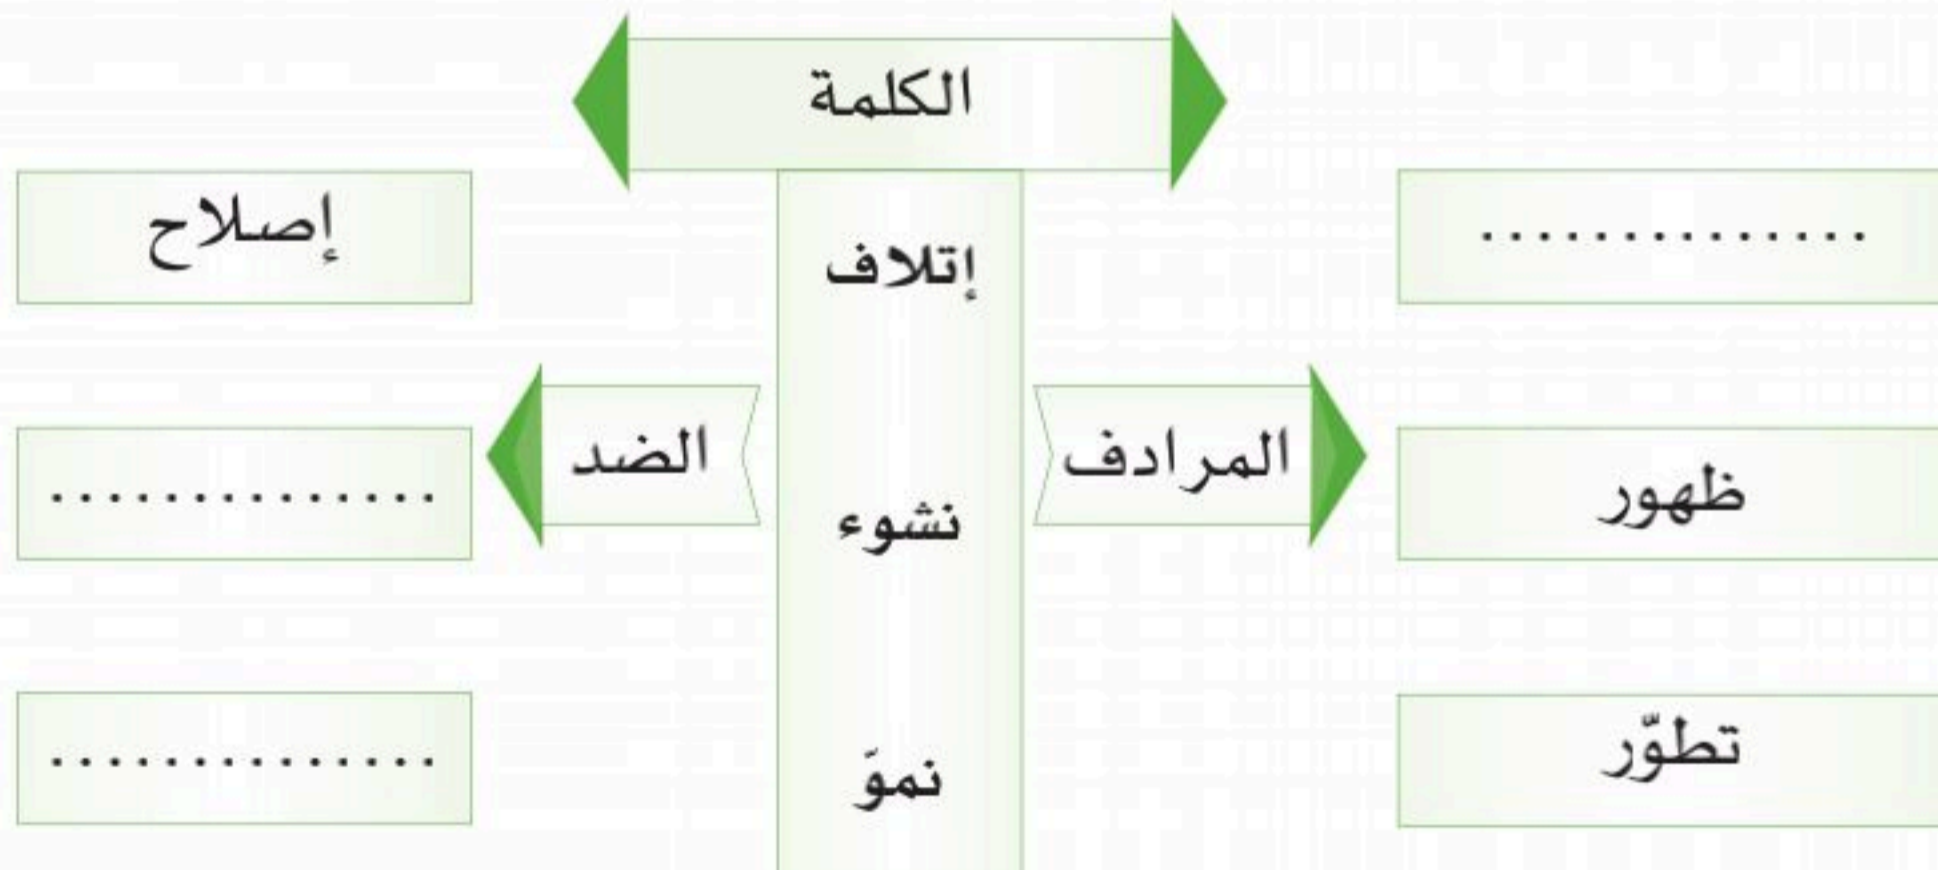 الكلمة
..............
إتلاف
إصلاح
المرادف
الضد
ظهور
نشوء
..............
تطوّر
نموّ
..............